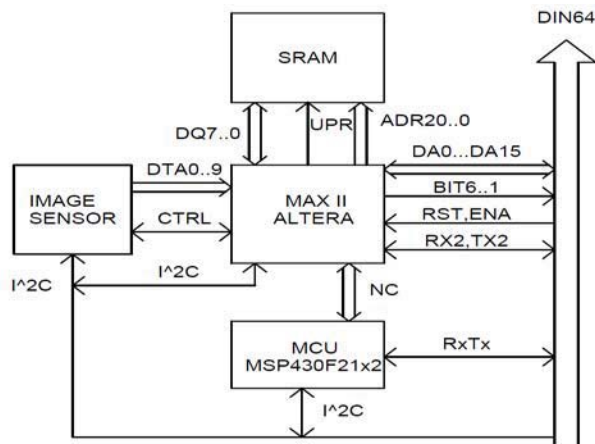 DIN64
SRAM
DQ7..0
UPR
ADR20..0
DTA0..9
DA0...DA15
IMAGE
SENSOR
MAX II
ALTERA
BIT6..1
CTRL
RST,ENA
RX2,TX2
I^2C
I^2C
NC
MCU
MSP430F21x2
RxTx
I^2C